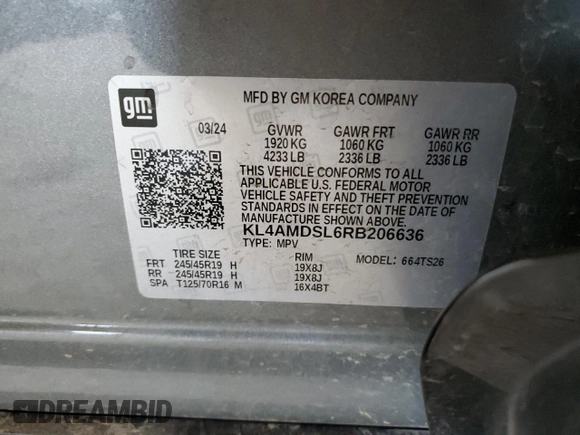 gm
MFD BY GM KOREA COMPANY
03/24 GVWR GAWR FRT GAWR RR
1920 KG 1060 KG 1060 KG
4233 LB 2336 LB 2336 LB
THIS VEHICLE CONFORMS TO ALL
APPLICABLE U.S. FEDERAL MOTOR
VEHICLE SAFETY AND THEFT PREVENTION
STANDARDS IN EFFECT ON THE DATE OF
MANUFACTURE SHOWN ABOVE.
KL4AMDSL6RB206636
TYPE: MPV
TIRE SIZE RIM MODEL: 664TS26
FRT 245/45R19 H 19X8J
RR 245/45R19 H 19X8J
SPA T125/70R16 M 16X4BT
DREAMBID